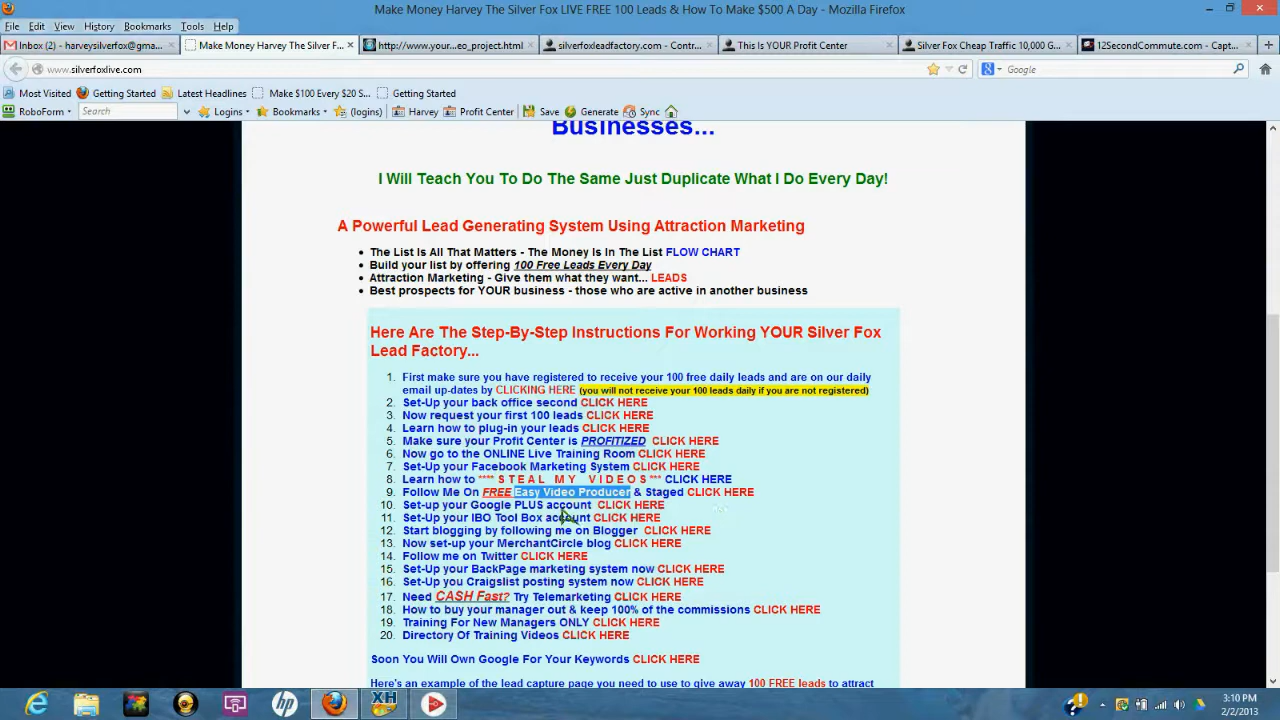 Make Money Harvey The Silver Fox LIVE FREE 100 Leads & How To Make $500 A Day - Mozilla Firefox
File Edit View History Bookmarks Tools Help
Inbox (2) - harveysilverfox@gma...
Make Money Harvey The Silver F...
http://www.your...eo_project.html
silverfoxleadfactory.com - Contr...
This Is YOUR Profit Center
Silver Fox Cheap Traffic 10,000 G...
12SecondCommute.com - Capt...
www.silverfoxlive.com
Google
Most Visited Getting Started Latest Headlines Make $100 Every $20 S... Getting Started
RoboForm Search Logins Bookmarks (logins) Harvey Profit Center Save Generate Sync
Businesses...
I Will Teach You To Do The Same Just Duplicate What I Do Every Day!
A Powerful Lead Generating System Using Attraction Marketing
• The List Is All That Matters - The Money Is In The List FLOW CHART
• Build your list by offering 100 Free Leads Every Day
• Attraction Marketing - Give them what they want... LEADS
• Best prospects for YOUR business - those who are active in another business
Here Are The Step-By-Step Instructions For Working YOUR Silver Fox
Lead Factory...
1. First make sure you have registered to receive your 100 free daily leads and are on our daily
email up-dates by CLICKING HERE (you will not receive your 100 leads daily if you are not registered)
2. Set-Up your back office second CLICK HERE
3. Now request your first 100 leads CLICK HERE
4. Learn how to plug-in your leads CLICK HERE
5. Make sure your Profit Center is PROFITIZED CLICK HERE
6. Now go to the ONLINE Live Training Room CLICK HERE
7. Set-Up your Facebook Marketing System CLICK HERE
8. Learn how to **** S T E A L M Y V I D E O S *** CLICK HERE
9. Follow Me On FREE Easy Video Producer & Staged CLICK HERE
10. Set-up your Google PLUS account CLICK HERE
11. Set-Up your IBO Tool Box account CLICK HERE
12. Start blogging by following me on Blogger CLICK HERE
13. Now set-up your MerchantCircle blog CLICK HERE
14. Follow me on Twitter CLICK HERE
15. Set-Up your BackPage marketing system now CLICK HERE
16. Set-Up you Craigslist posting system now CLICK HERE
17. Need CASH Fast? Try Telemarketing CLICK HERE
18. How to buy your manager out & keep 100% of the commissions CLICK HERE
19. Training For New Managers ONLY CLICK HERE
20. Directory Of Training Videos CLICK HERE
Soon You Will Own Google For Your Keywords CLICK HERE
Here's an example of the lead capture page you need to use to give away 100 FREE leads to attract
hp
XH
3:10 PM
2/2/2013